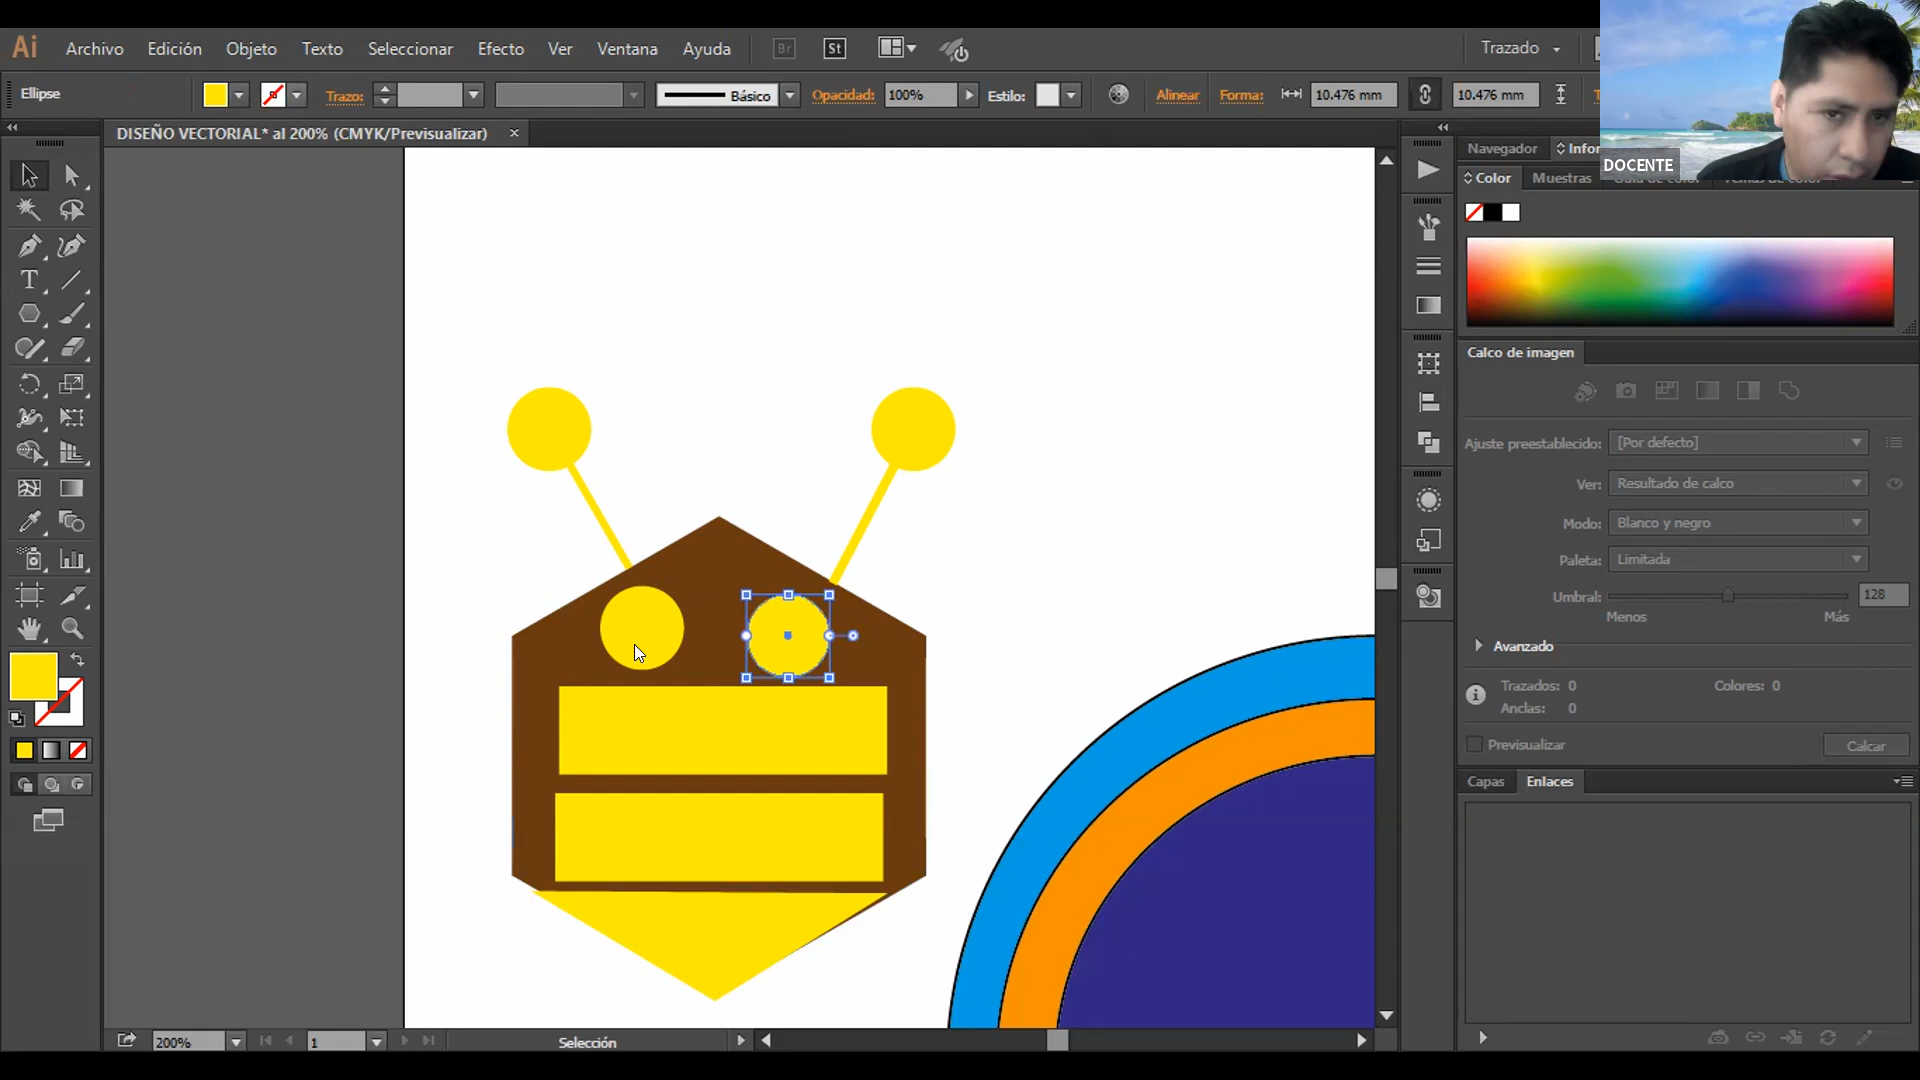 Ai Archivo Edición Objeto Texto Seleccionar Efecto Ver Ventana Ayuda Br St Trazado
Ellipse Trazo: Básico Opacidad: 100% Estilo: Alinear Forma: 10.476 mm 10.476 mm
DOCENTE
DISEÑO VECTORIAL* al 200% (CMYK/Previsualizar) ×
Navegador
Color Muestras
Calco de imagen
Ajuste preestablecido: [Por defecto]
Ver: Resultado de calco
Modo: Blanco y negro
Paleta: Limitada
Umbral: 128
Menos Más
Avanzado
Trazados: 0 Colores: 0
Anclas: 0
Previsualizar Calcar
Capas Enlaces
200% 1 Selección